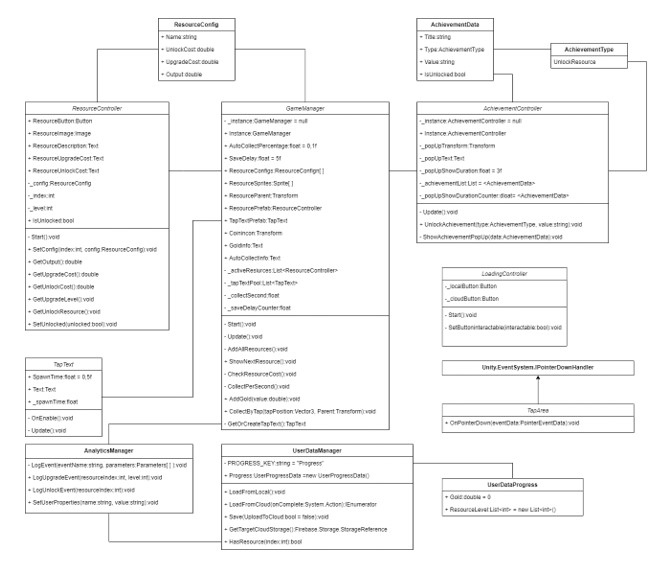 ResourceConfig
+ Name:string
+ UnlockCost:double
+ UpgradeCost:double
+ Output:double
AchievementData
+ Title:string
+ Type:AchievementType
+ Value:string
+ IsUnlocked:bool
AchievementType
UnlockResource
ResourceController
+ ResourceButton:Button
+ ResourceImage:Image
+ ResourceDescription:Text
+ ResourceUpgradeCost:Text
+ ResourceUnlockCost:Text
-_config:ResourceConfig
-_index:int
-_level:int
+ IsUnlocked:bool
- Start():void
+ SetConfig(index:int, config:ResourceConfig):void
+ GetOutput():double
+ GetUpgradeCost():double
+ GetUnlockCost():double
+ GetUpgradeLevel():void
+ GetUnlockResource():void
+ SetUnlocked(unlocked:bool):void
GameManager
- _instance:GameManager = null
+ Instance:GameManager
+ AutoCollectPercentage:float = 0,1f
+ SaveDelay:float = 5f
+ ResourceConfigs:ResourceConfign[ ]
+ ResourceSprites:Sprite[ ]
+ ResourceParent:Transform
+ ResourcePrefab:ResourceController
+ TapTextPrefab:TapText
+ CoinIncon:Transform
+ GoldInfo:Text
+ AutoCollectInfo:Text
- _activeResurces:List<ResourceController>
- _tapTextPool:List<TapText>
- _collectSecond:float
- _saveDelayCounter:float
- Start():void
- Update():void
- AddAllResources():void
+ ShowNextResource():void
- CheckResourceCost():void
- CollectPerSecond():void
+ AddGold(value:double):void
+ CollectByTap(tapPosition:Vector3, Parent:Transform):void
- GetOrCreateTapText():TapText
AchievementController
-_instance:AchievementController = null
+ Instance:AchievementController
-_popUpTransform:Transform
-_popUpText:Text
-_popUpShowDuration:float = 3f
-_achievementList:List = <AchievementData>
-_popUpShowDurationCounter:float= <AchievementData>
- Update():void
+ UnlockAchievement(type:AchievementType, value:string):void
- ShowAchievementPopUp(data:AchievementData):void
LoadingController
-_localButton:Button
-_cloudButton:Button
- Start():void
- SetButtonInteractable(interactable:bool):void
TapText
+ SpawnTime:float = 0,5f
+ Text:Text
+ _spawnTime:float
- OnEnable():void
- Update():void
Unity.EventSystem.IPointerDownHandler
TapArea
+ OnPointerDown(eventData:PointerEventData):void
AnalyticsManager
- LogEvent(eventName:string, parameters:Parameters[ ] ):void
+ LogUpgradeEvent(resourceIndex:int, level:int):void
+ LogUnlockEvent(resourceIndex:int):void
+ SetUserProperties(name:string, value:string):void
UserDataManager
- PROGRESS_KEY:string = "Progress"
+ Progress:UserProgressData =new UserProgressData()
+ LoadFromLocal():void
+ LoadFromCloud(onComplete:System.Action):IEnumerator
+ Save(UploadToCloud:bool = false):void
+ GetTargetCloudStorage():Firebase.Storage.StorageReference
+ HasResource(index:int):bool
UserDataProgress
+ Gold:double = 0
+ ResourceLevel:List<int> = new List<int>()